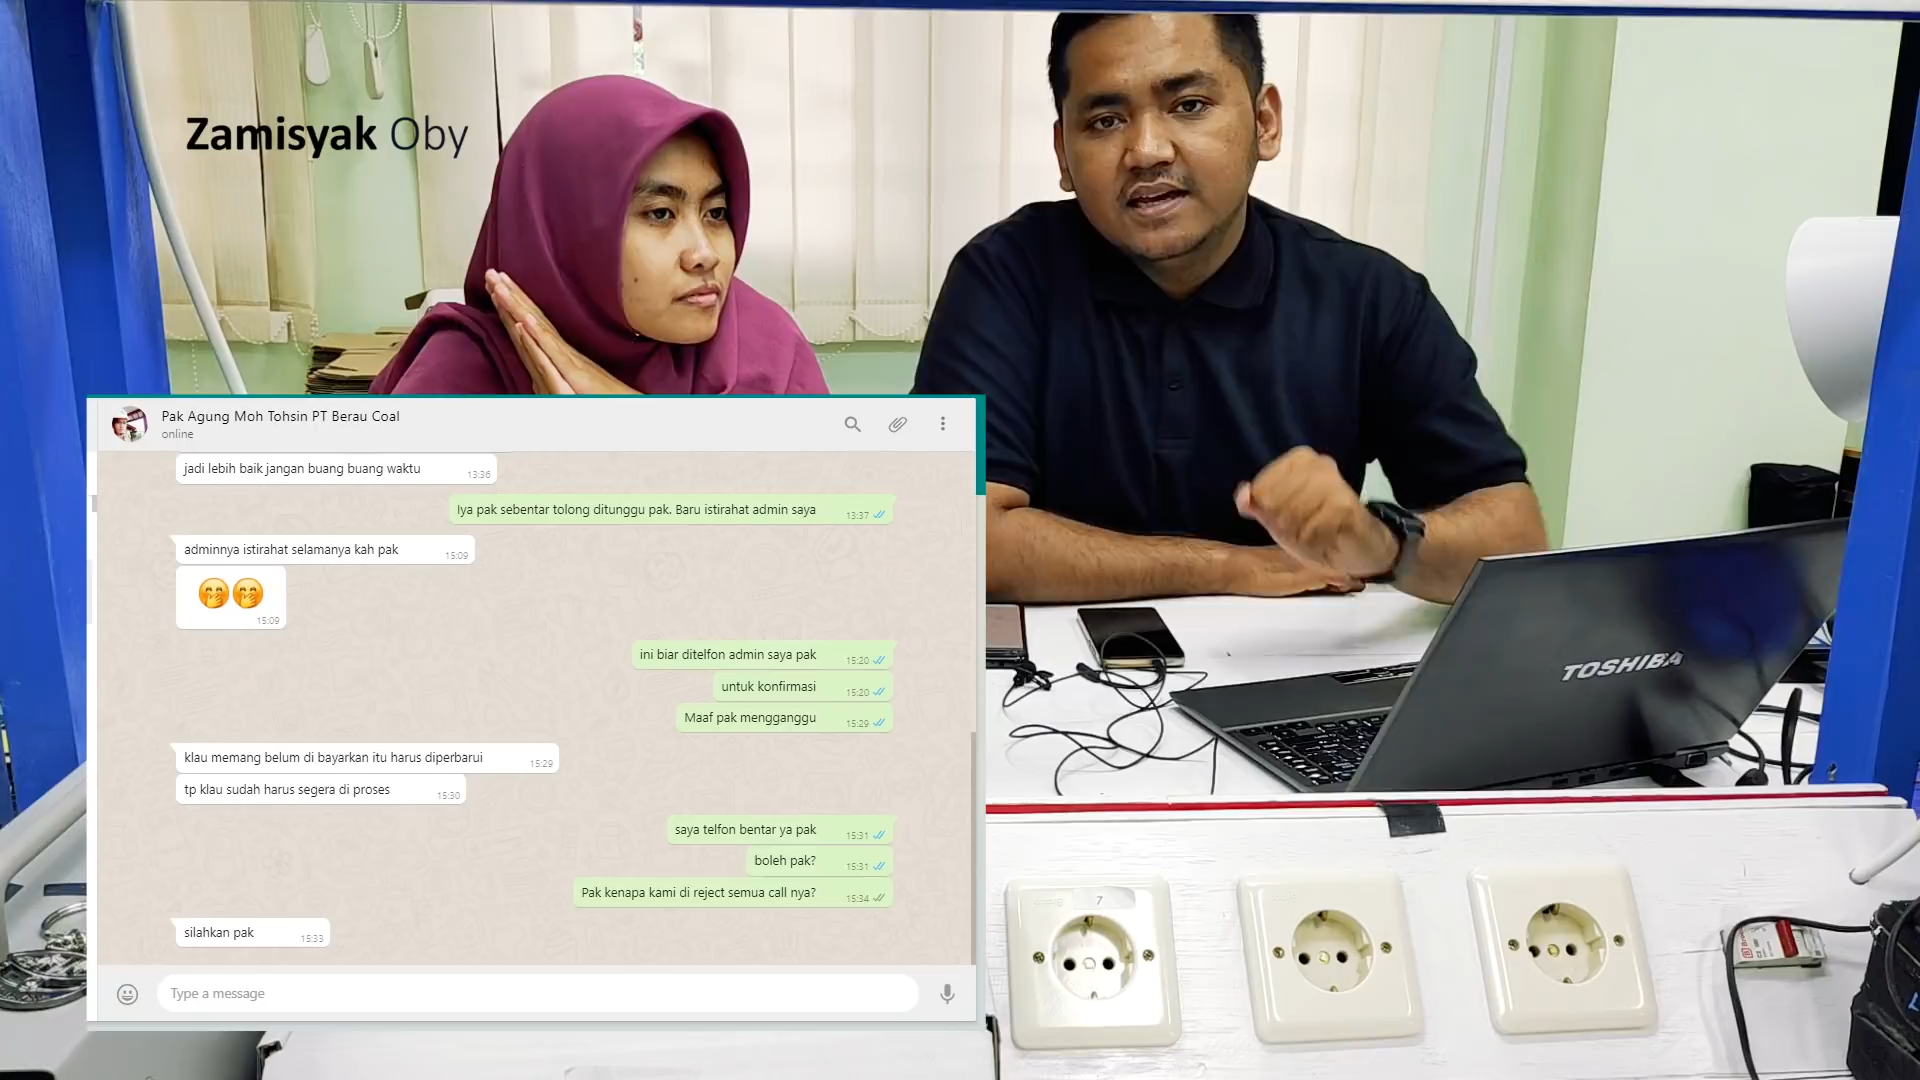 Zamisyak Oby
Pak Agung Moh Tohsin PT Berau Coal
online
jadi lebih baik jangan buang buang waktu
13:36
Iya pak sebentar tolong ditunggu pak. Baru istirahat admin saya
13:37
adminnya istirahat selamanya kah pak
15:09
15:09
ini biar ditelfon admin saya pak
15:20
untuk konfirmasi
15:20
Maaf pak mengganggu
15:29
klau memang belum di bayarkan itu harus diperbarui
15:29
tp klau sudah harus segera di proses
15:30
saya telfon bentar ya pak
15:31
boleh pak?
15:31
Pak kenapa kami di reject semua call nya?
15:34
silahkan pak
15:33
Type a message
TOSHIBA
7